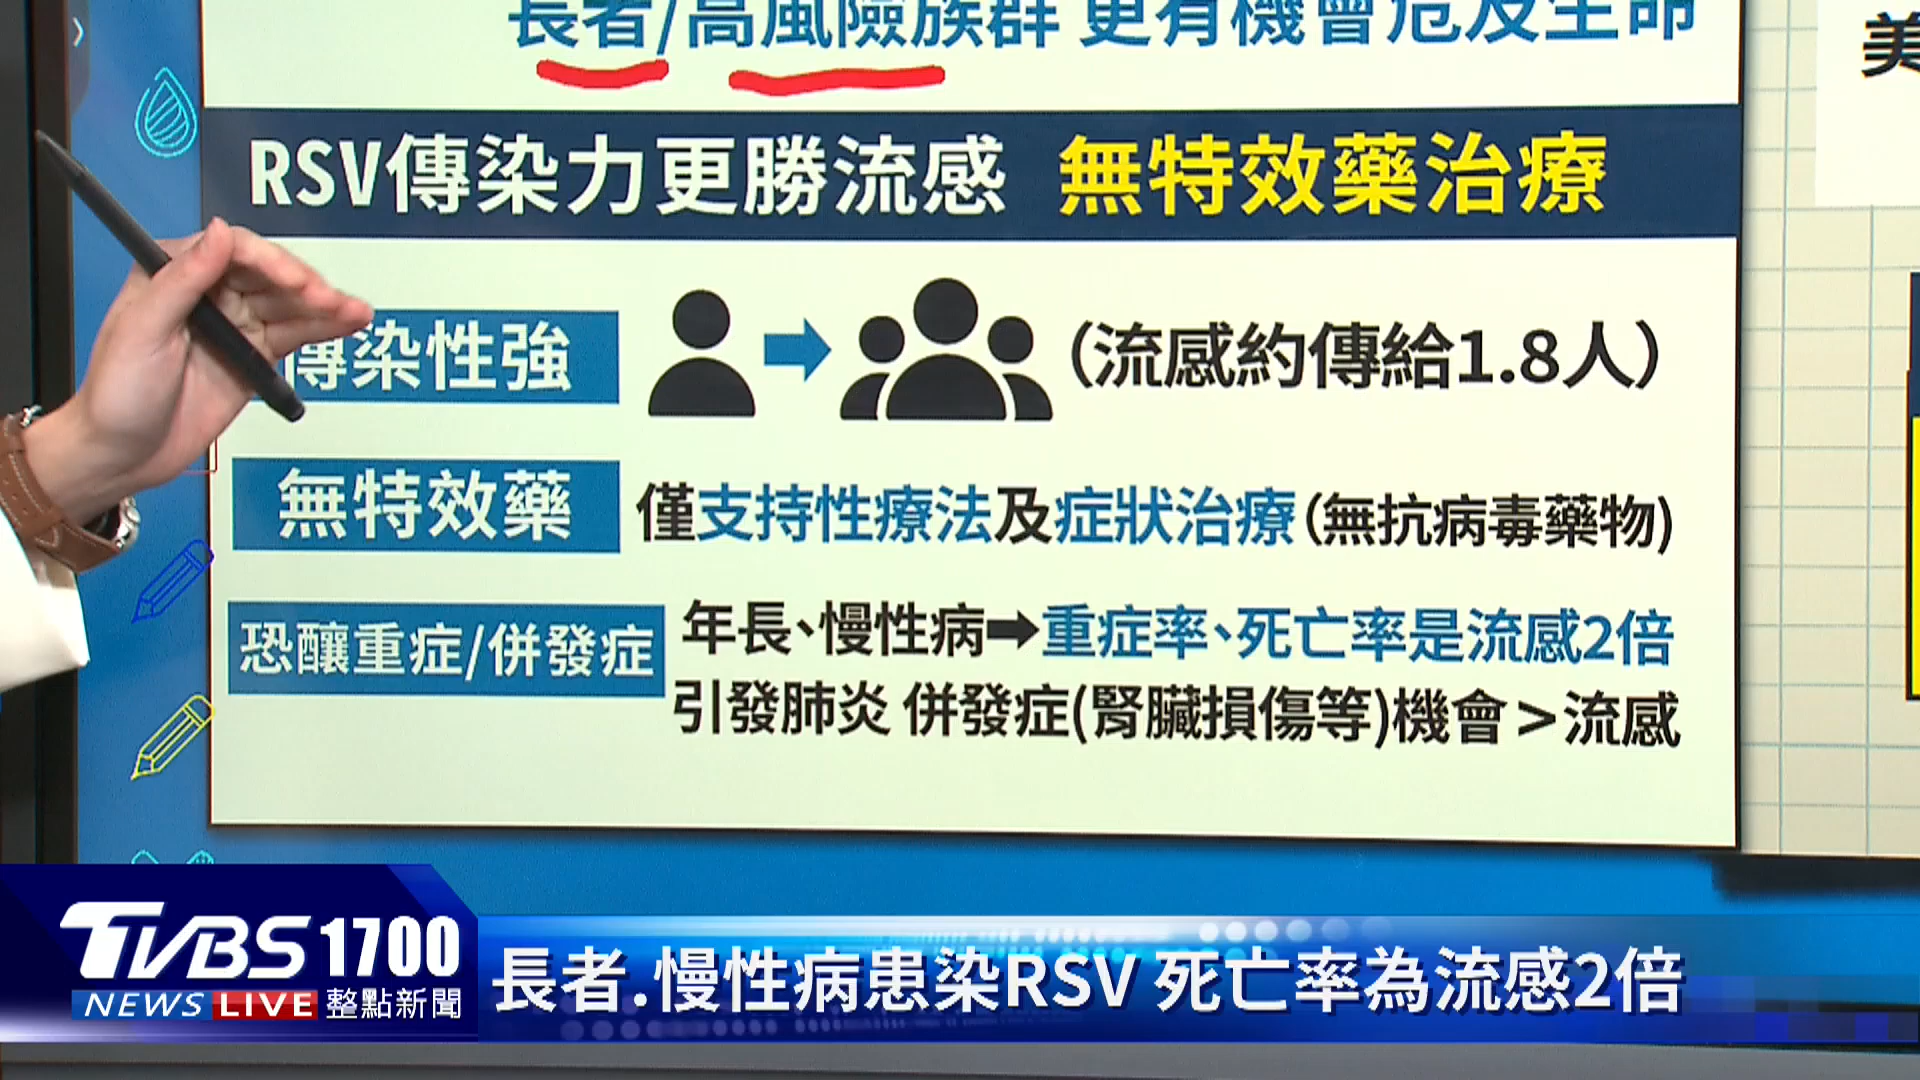 長者/高風險族群 更有機會危及生命
美
RSV傳染力更勝流感 無特效藥治療
傳染性強
(流感約傳給1.8人)
無特效藥
僅支持性療法及症狀治療(無抗病毒藥物)
恐釀重症/併發症
年長、慢性病➡重症率、死亡率是流感2倍
引發肺炎 併發症(腎臟損傷等)機會>流感
TVBS 1700
NEWS LIVE 整點新聞
長者.慢性病患染RSV 死亡率為流感2倍